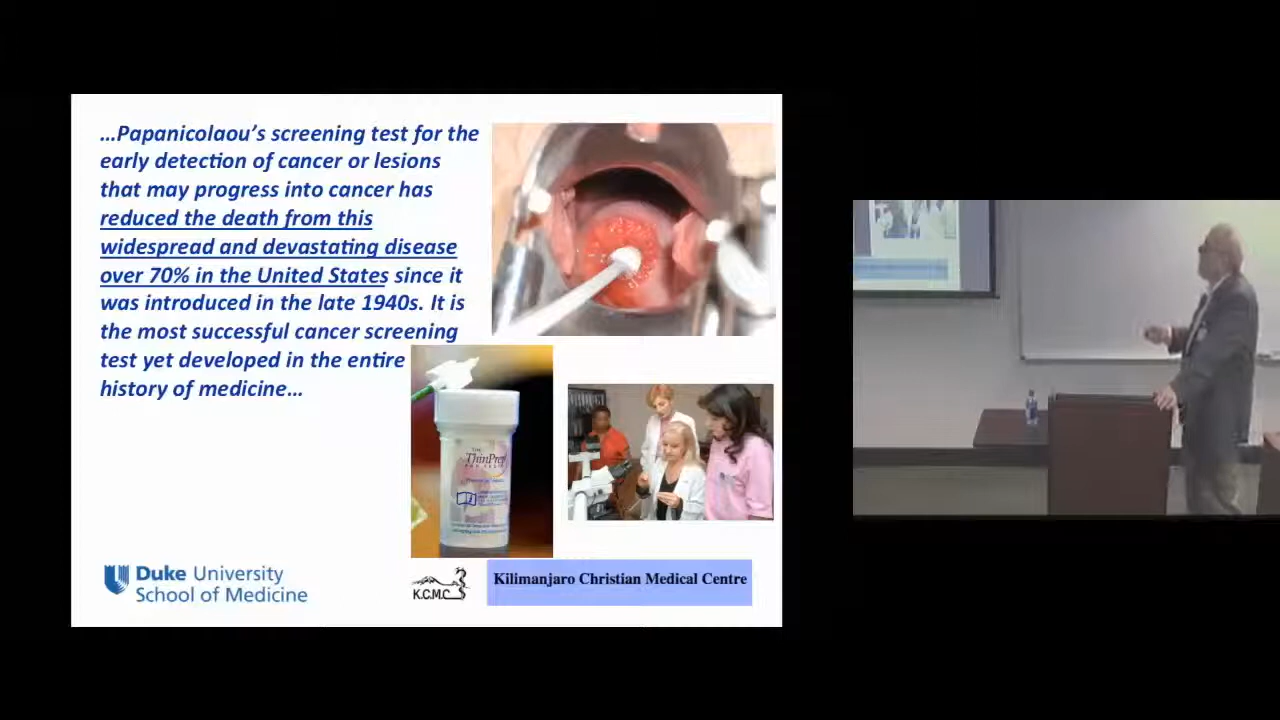 ...Papanicolaou's screening test for the
early detection of cancer or lesions
that may progress into cancer has
reduced the death from this
widespread and devastating disease
over 70% in the United States since it
was introduced in the late 1940s. It is
the most successful cancer screening
test yet developed in the entire
history of medicine...
THE
ThinPrep
PAP TEST
Duke University
School of Medicine
K.C.M.C
Kilimanjaro Christian Medical Centre